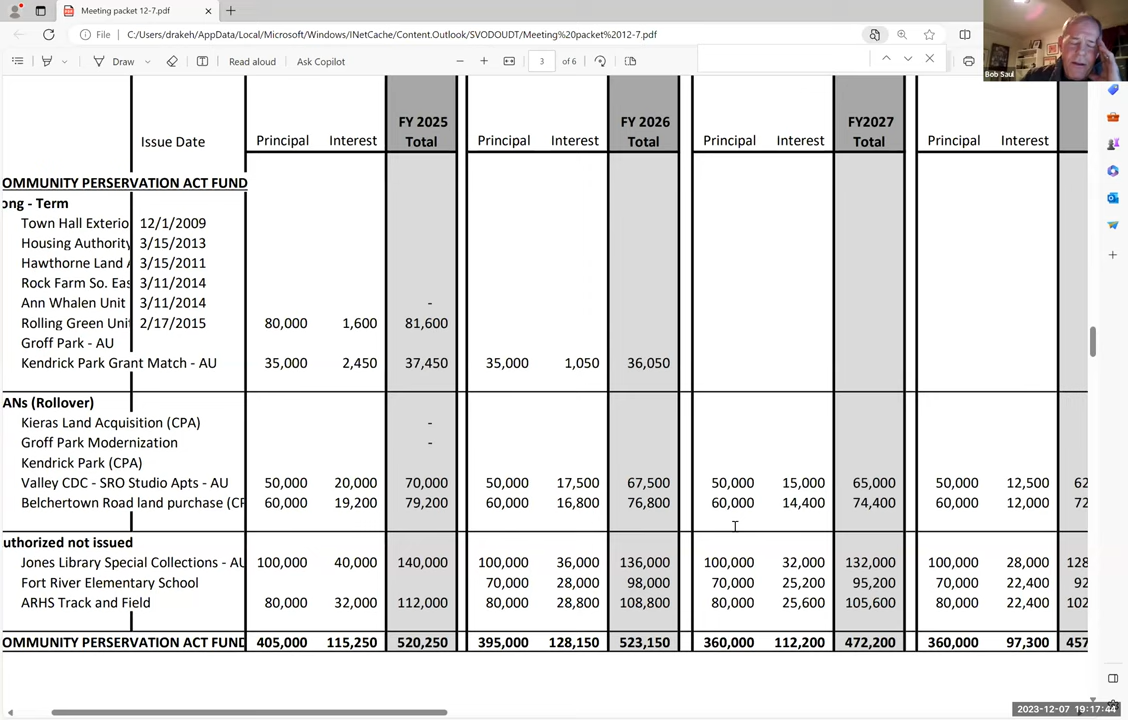 Meeting packet 12-7.pdf
File C:/Users/drakeh/AppData/Local/Microsoft/Windows/INetCache/Content.Outlook/SVODOUDT/Meeting%20packet%2012-7.pdf
Draw Read aloud Ask Copilot 3 of 6
Bob Saul
FY 2025 FY 2026 FY2027
Issue Date Principal Interest Total Principal Interest Total Principal Interest Total Principal Interest
OMMUNITY PERSERVATION ACT FUND
ong - Term
Town Hall Exterio 12/1/2009
Housing Authority 3/15/2013
Hawthorne Land 3/15/2011
Rock Farm So. Eas 3/11/2014
Ann Whalen Unit 3/11/2014 -
Rolling Green Uni 2/17/2015 80,000 1,600 81,600
Groff Park - AU
Kendrick Park Grant Match - AU 35,000 2,450 37,450 35,000 1,050 36,050
ANs (Rollover)
Kieras Land Acquisition (CPA) -
Groff Park Modernization -
Kendrick Park (CPA)
Valley CDC - SRO Studio Apts - AU 50,000 20,000 70,000 50,000 17,500 67,500 50,000 15,000 65,000 50,000 12,500 62
Belchertown Road land purchase (CP 60,000 19,200 79,200 60,000 16,800 76,800 60,000 14,400 74,400 60,000 12,000 72
uthorized not issued
Jones Library Special Collections - AU 100,000 40,000 140,000 100,000 36,000 136,000 100,000 32,000 132,000 100,000 28,000 128
Fort River Elementary School 70,000 28,000 98,000 70,000 25,200 95,200 70,000 22,400 92
ARHS Track and Field 80,000 32,000 112,000 80,000 28,800 108,800 80,000 25,600 105,600 80,000 22,400 102
OMMUNITY PERSERVATION ACT FUND 405,000 115,250 520,250 395,000 128,150 523,150 360,000 112,200 472,200 360,000 97,300 457
2023-12-07 19:17:44